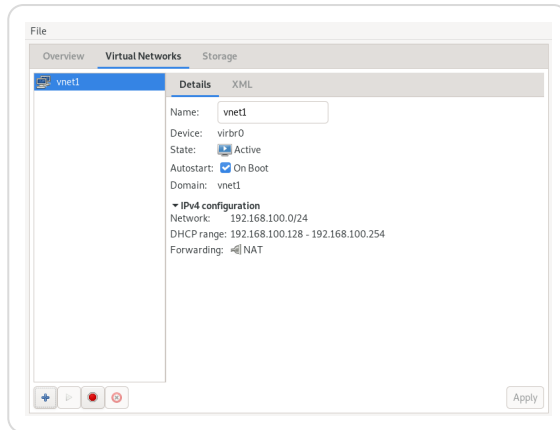 File
Overview Virtual Networks Storage
vnet1
Details XML
Name: vnet1
Device: virbr0
State: Active
Autostart: On Boot
Domain: vnet1
IPv4 configuration
Network: 192.168.100.0/24
DHCP range: 192.168.100.128 - 192.168.100.254
Forwarding: NAT
Apply